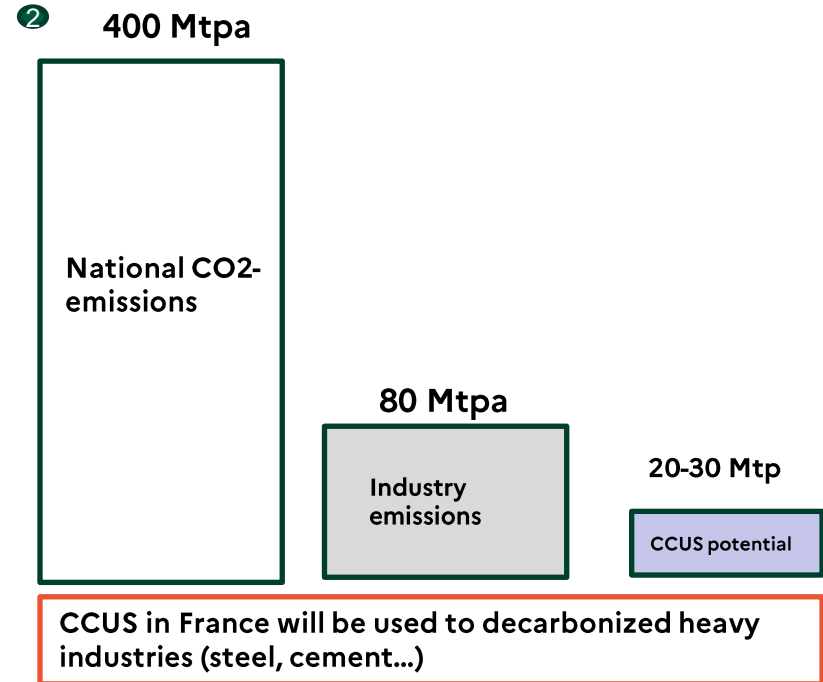 2
400 Mtpa
National CO2-
emissions
80 Mtpa
Industry
emissions
20-30 Mtp
CCUS potential
CCUS in France will be used to decarbonized heavy
industries (steel, cement...)